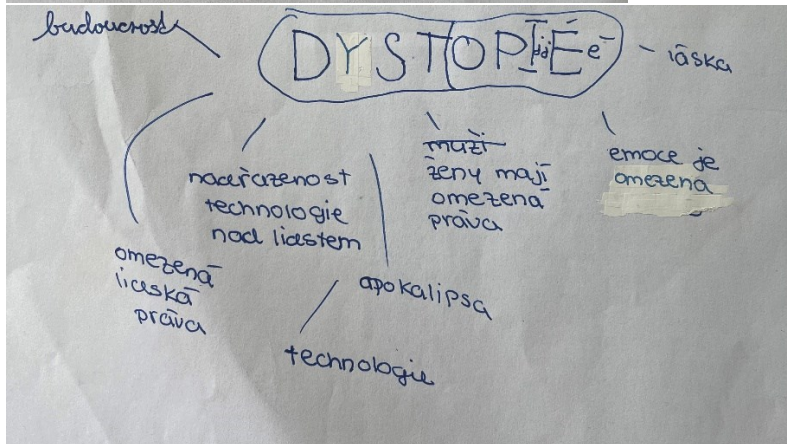 budoucnost
DYSTOPIE
- láska
nadřazenost
technologie
nad lidstem
muži
ženy mají
omezená
práva
emoce je
omezena
omezená
lidská
práva
apokalipsa
technologie